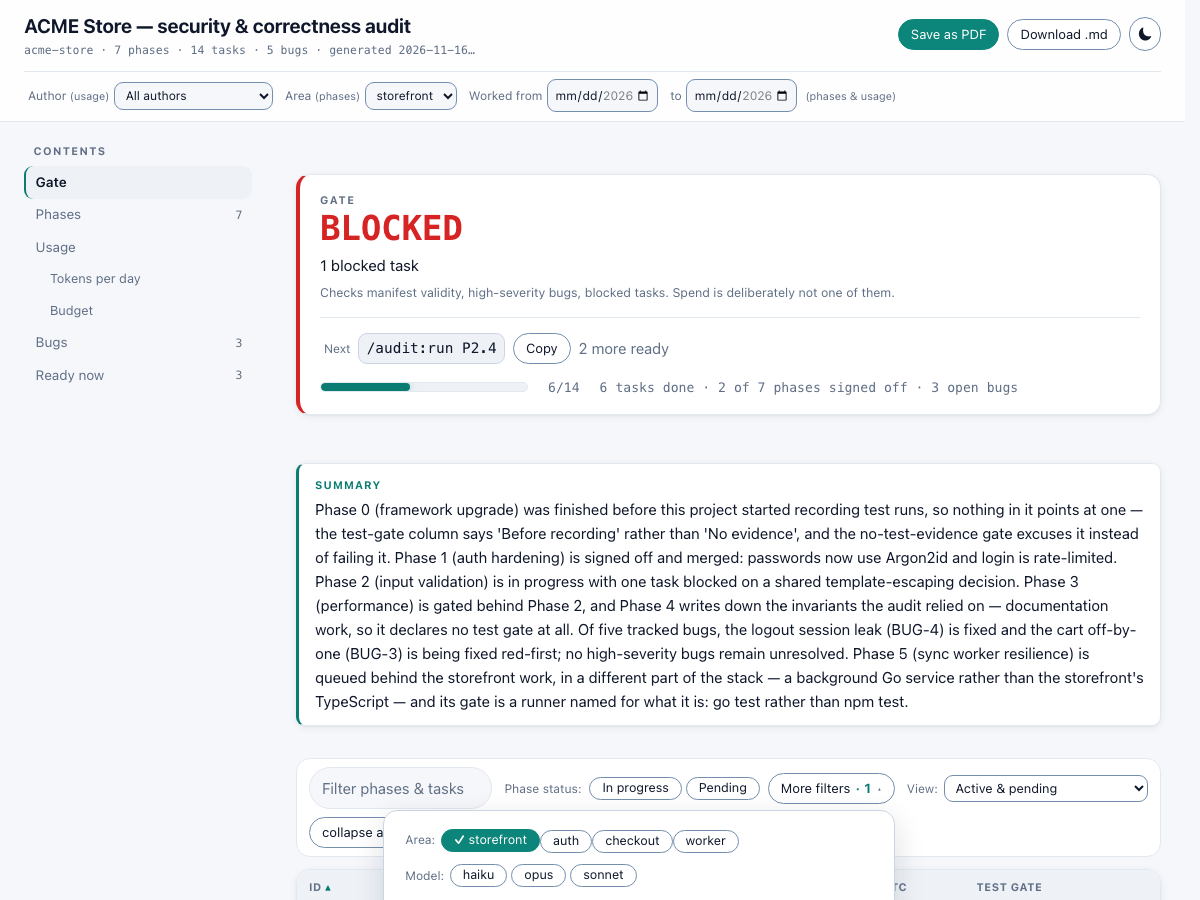 ACME Store — security & correctness audit
acme-store · 7 phases · 14 tasks · 5 bugs · generated 2026-11-16…
Save as PDF
Download .md
Author (usage) All authors Area (phases) storefront Worked from mm/dd/2026 to mm/dd/2026 (phases & usage)
CONTENTS
Gate
Phases 7
Usage
Tokens per day
Budget
Bugs 3
Ready now 3
GATE
BLOCKED
1 blocked task
Checks manifest validity, high-severity bugs, blocked tasks. Spend is deliberately not one of them.
Next /audit:run P2.4 Copy 2 more ready
6/14 6 tasks done · 2 of 7 phases signed off · 3 open bugs
SUMMARY
Phase 0 (framework upgrade) was finished before this project started recording test runs, so nothing in it points at one —
the test-gate column says 'Before recording' rather than 'No evidence', and the no-test-evidence gate excuses it instead
of failing it. Phase 1 (auth hardening) is signed off and merged: passwords now use Argon2id and login is rate-limited.
Phase 2 (input validation) is in progress with one task blocked on a shared template-escaping decision. Phase 3
(performance) is gated behind Phase 2, and Phase 4 writes down the invariants the audit relied on — documentation
work, so it declares no test gate at all. Of five tracked bugs, the logout session leak (BUG-4) is fixed and the cart off-by-
one (BUG-3) is being fixed red-first; no high-severity bugs remain unresolved. Phase 5 (sync worker resilience) is
queued behind the storefront work, in a different part of the stack — a background Go service rather than the storefront's
TypeScript — and its gate is a runner named for what it is: go test rather than npm test.
Filter phases & tasks Phase status: In progress Pending More filters · 1 · View: Active & pending
collapse a
Area: ✓ storefront auth checkout worker
Model: haiku opus sonnet
ID ▲ TEST GATE